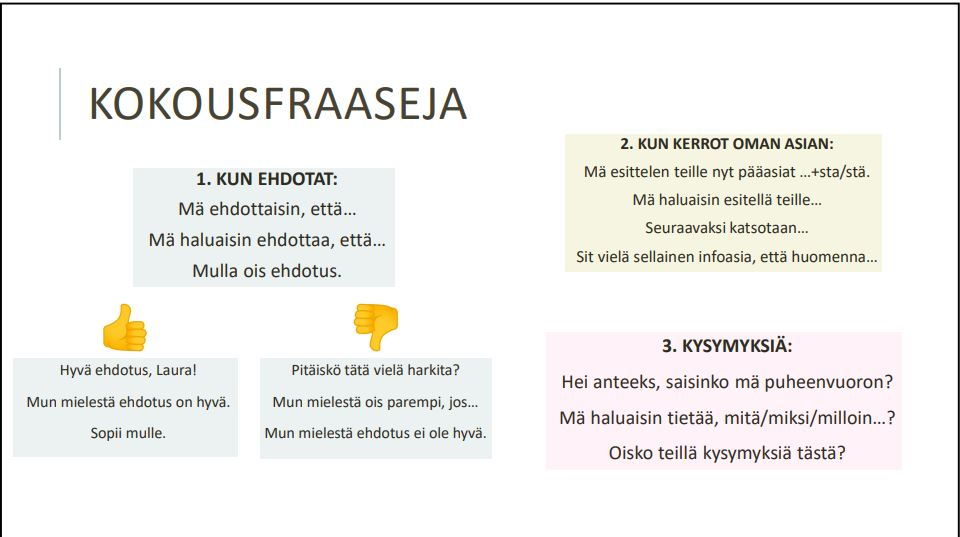 KOKOUSFRAASEJA
1. KUN EHDOTAT:
Mä ehdottaisin, että…
Mä haluaisin ehdottaa, että…
Mulla ois ehdotus.
Hyvä ehdotus, Laura!
Mun mielestä ehdotus on hyvä.
Sopii mulle.
Pitäiskö tätä vielä harkita?
Mun mielestä ois parempi, jos…
Mun mielestä ehdotus ei ole hyvä.
2. KUN KERROT OMAN ASIAN:
Mä esittelen teille nyt pääasiat …+sta/stä.
Mä haluaisin esitellä teille…
Seuraavaksi katsotaan…
Sit vielä sellainen infoasia, että huomenna…
3. KYSYMYKSIÄ:
Hei anteeks, saisinko mä puheenvuoron?
Mä haluaisin tietää, mitä/miksi/milloin…?
Oisko teillä kysymyksiä tästä?